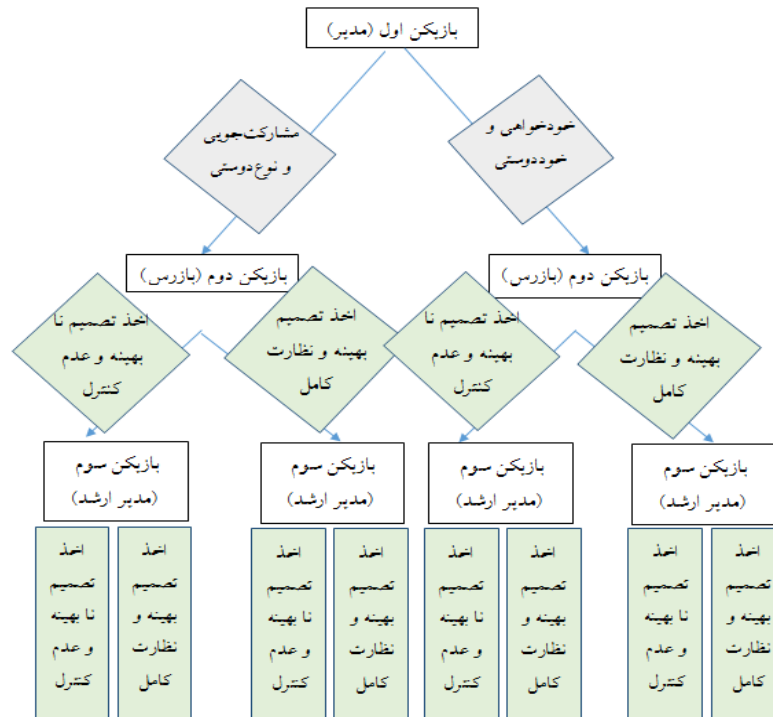 بازیکن اول (مدیر)
خودخواهی و
خوددوستی
مشارکت‌جویی
و نوع‌دوستی
بازیکن دوم (بازرس)
بازیکن دوم (بازرس)
اخذ تصمیم
بهینه و نظارت
کامل
اخذ تصمیم نا
بهینه و عدم
کنترل
اخذ تصمیم
بهینه و نظارت
کامل
اخذ تصمیم نا
بهینه و عدم
کنترل
بازیکن سوم
(مدیر ارشد)
بازیکن سوم
(مدیر ارشد)
بازیکن سوم
(مدیر ارشد)
بازیکن سوم
(مدیر ارشد)
اخذ
تصمیم
بهینه و
نظارت
کامل
اخذ
تصمیم
نا بهینه
و عدم
کنترل
اخذ
تصمیم
بهینه و
نظارت
کامل
اخذ
تصمیم
نا بهینه
و عدم
کنترل
اخذ
تصمیم
بهینه و
نظارت
کامل
اخذ
تصمیم
نا بهینه
و عدم
کنترل
اخذ
تصمیم
بهینه و
نظارت
کامل
اخذ
تصمیم
نا بهینه
و عدم
کنترل